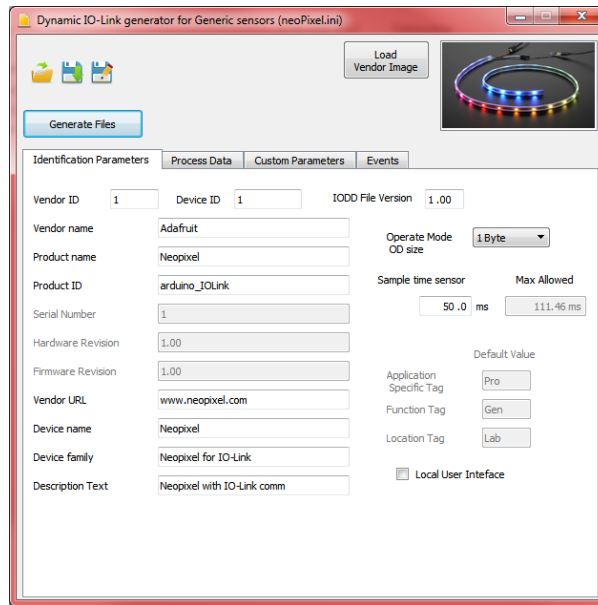 Dynamic IO-Link generator for Generic sensors (neoPixel.ini)
Load
Vendor Image
Generate Files
Identification Parameters Process Data Custom Parameters Events
Vendor ID 1 Device ID 1 IODD File Version 1.00
Vendor name Adafruit
Operate Mode 1 Byte
OD size
Product name Neopixel
Product ID arduino_IOLink
Sample time sensor Max Allowed
50.0 ms 111.46 ms
Serial Number 1
Hardware Revision 1.00
Default Value
Firmware Revision 1.00
Application
Specific Tag Pro
Vendor URL www.neopixel.com
Function Tag Gen
Device name Neopixel
Location Tag Lab
Device family Neopixel for IO-Link
Local User Inteface
Description Text Neopixel with IO-Link comm